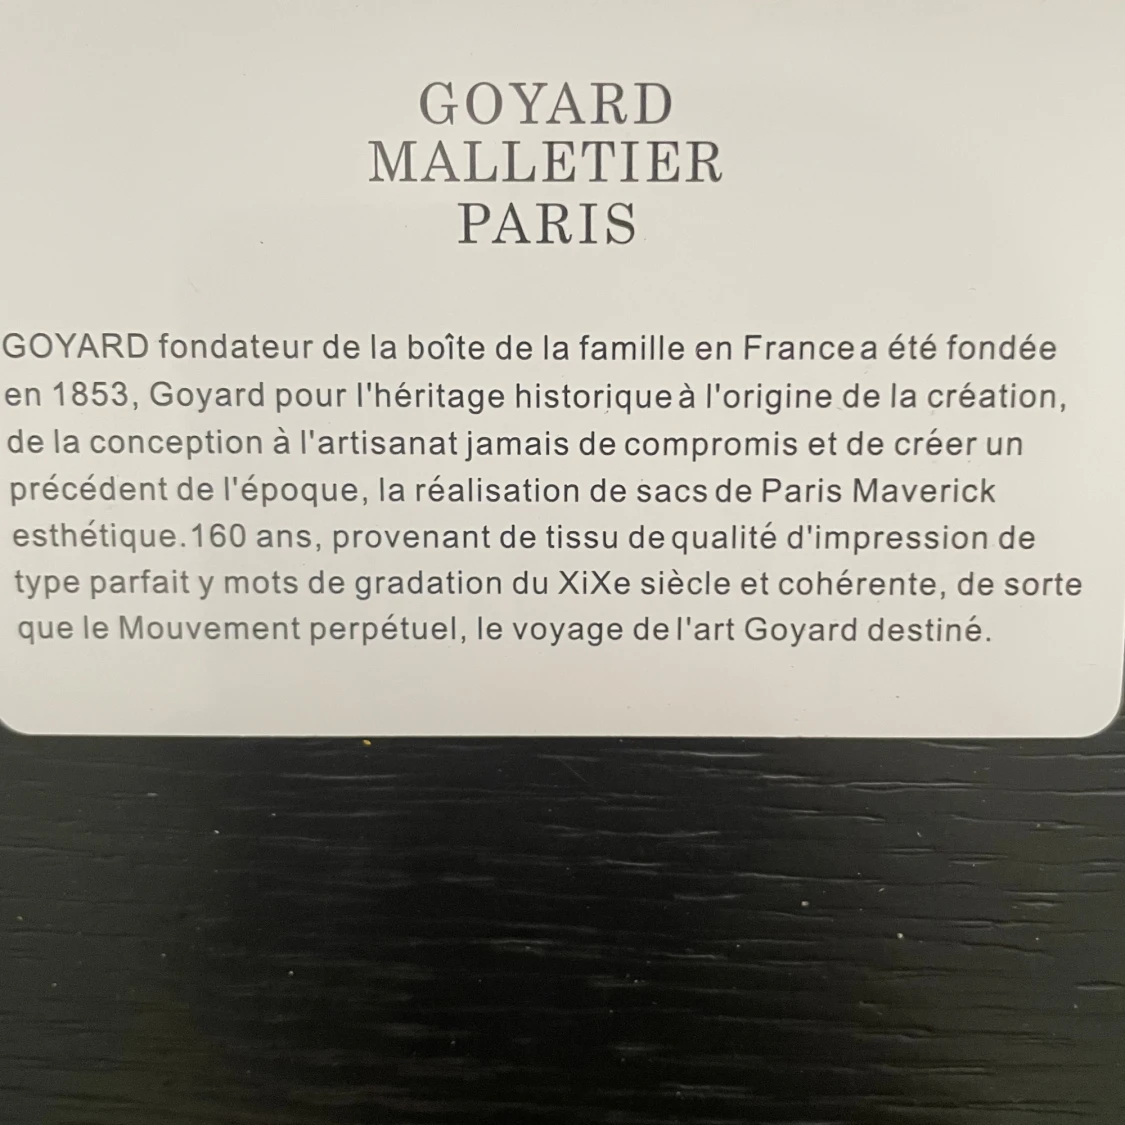 GOYARD
MALLETIER
PARIS
GOYARD fondateur de la boîte de la famille en France a été fondée
en 1853, Goyard pour l'héritage historique à l'origine de la création,
de la conception à l'artisanat jamais de compromis et de créer un
précédent de l'époque, la réalisation de sacs de Paris Maverick
esthétique.160 ans, provenant de tissu de qualité d'impression de
type parfait y mots de gradation du XiXe siècle et cohérente, de sorte
que le Mouvement perpétuel, le voyage de l'art Goyard destiné.